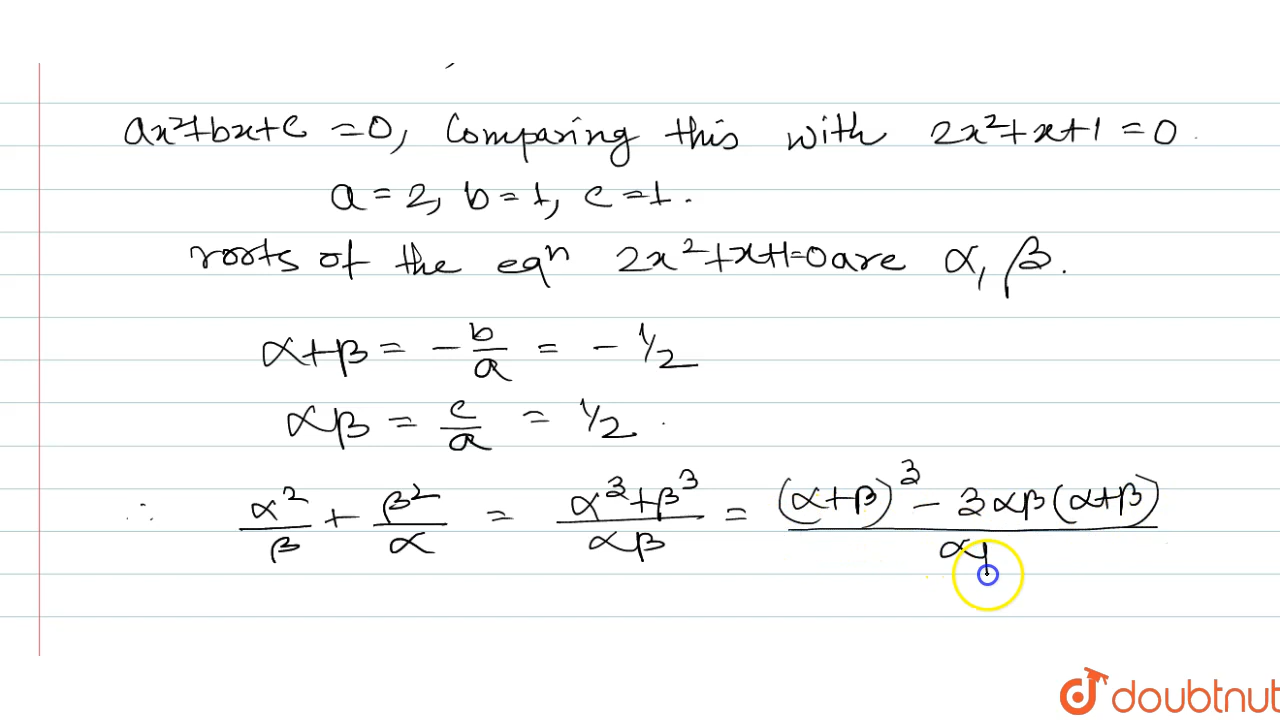 ax²+bx+c =0, Comparing this with 2x²+x+1=0.
a=2, b=1, c=1.
roots of the eqⁿ 2x²+x+1=0 are α, β.
α+β = -b/a = -1/2
αβ = c/a = 1/2.
∴ α²/β + β²/α = α³+β³/αβ = (α+β)³ - 3αβ(α+β)/α
doubtnut